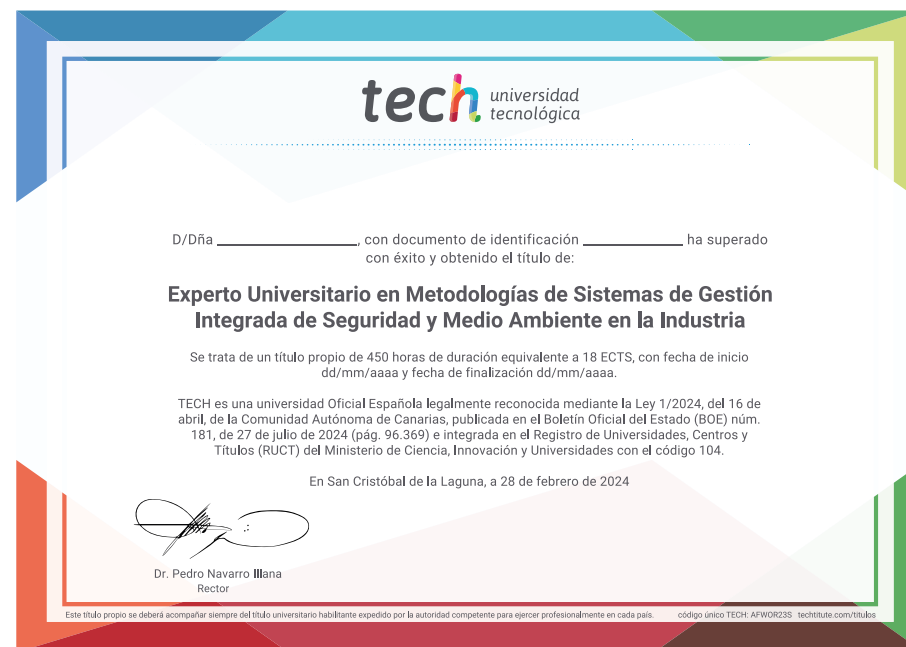 tech universidad
tecnológica
D/Dña ____________, con documento de identificación ____________ ha superado
con éxito y obtenido el título de:
Experto Universitario en Metodologías de Sistemas de Gestión
Integrada de Seguridad y Medio Ambiente en la Industria
Se trata de un título propio de 450 horas de duración equivalente a 18 ECTS, con fecha de inicio
dd/mm/aaaa y fecha de finalización dd/mm/aaaa.
TECH es una universidad Oficial Española legalmente reconocida mediante la Ley 1/2024, del 16 de
abril, de la Comunidad Autónoma de Canarias, publicada en el Boletín Oficial del Estado (BOE) núm.
181, de 27 de julio de 2024 (pág. 96.369) e integrada en el Registro de Universidades, Centros y
Títulos (RUCT) del Ministerio de Ciencia, Innovación y Universidades con el código 104.
En San Cristóbal de la Laguna, a 28 de febrero de 2024
Dr. Pedro Navarro Illana
Rector
Este título propio se deberá acompañar siempre del título universitario habilitante expedido por la autoridad competente para ejercer profesionalmente en cada país. código único TECH: AFWOR23S techtitute.com/titulos